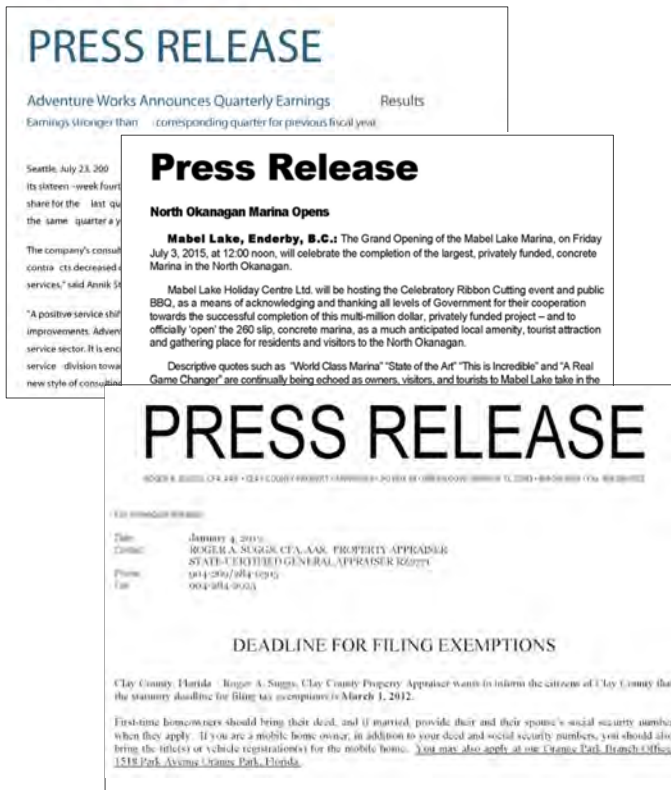 PRESS RELEASE
Adventure Works Announces Quarterly Earnings Results
Earnings stronger than corresponding quarter for previous fiscal year
Seattle, July 23, 200
its sixteen -week fourt
share for the last qu
the same quarter a y
The company's consult
contra cts decreased
services," said Annik St
"A positive service shif
improvements. Adven
service sector. It is enc
service division towa
new style of consulting
Press Release
North Okanagan Marina Opens
Mabel Lake, Enderby, B.C.: The Grand Opening of the Mabel Lake Marina, on Friday
July 3, 2015, at 12:00 noon, will celebrate the completion of the largest, privately funded, concrete
Marina in the North Okanagan.
Mabel Lake Holiday Centre Ltd. will be hosting the Celebratory Ribbon Cutting event and public
BBQ, as a means of acknowledging and thanking all levels of Government for their cooperation
towards the successful completion of this multi-million dollar, privately funded project – and to
officially 'open' the 260 slip, concrete marina, as a much anticipated local amenity, tourist attraction
and gathering place for residents and visitors to the North Okanagan.
Descriptive quotes such as "World Class Marina" "State of the Art" "This is Incredible" and "A Real
Game Changer" are continually being echoed as owners, visitors, and tourists to Mabel Lake take in the
PRESS RELEASE
Date: January 4, 2012
Contact: ROGER A. SUGGS, CFA, AAS, PROPERTY APPRAISER
STATE-CERTIFIED GENERAL APPRAISER
Phone:
Fax
DEADLINE FOR FILING EXEMPTIONS
Clay County, Florida Roger A. Suggs, Clay County Property Appraiser wants to inform the citizens of Clay County that
the statutory deadline for filing tax exemptions is March 1, 2012.
First-time homeowners should bring their deed, and if married, provide their and their spouse's social security number
when they apply. If you are a mobile home owner, in addition to your deed and social security numbers, you should also
bring the title(s) or vehicle registration(s) for the mobile home. You may also apply at our Orange Park Branch Office,
1518 Park Avenue Orange Park, Florida.